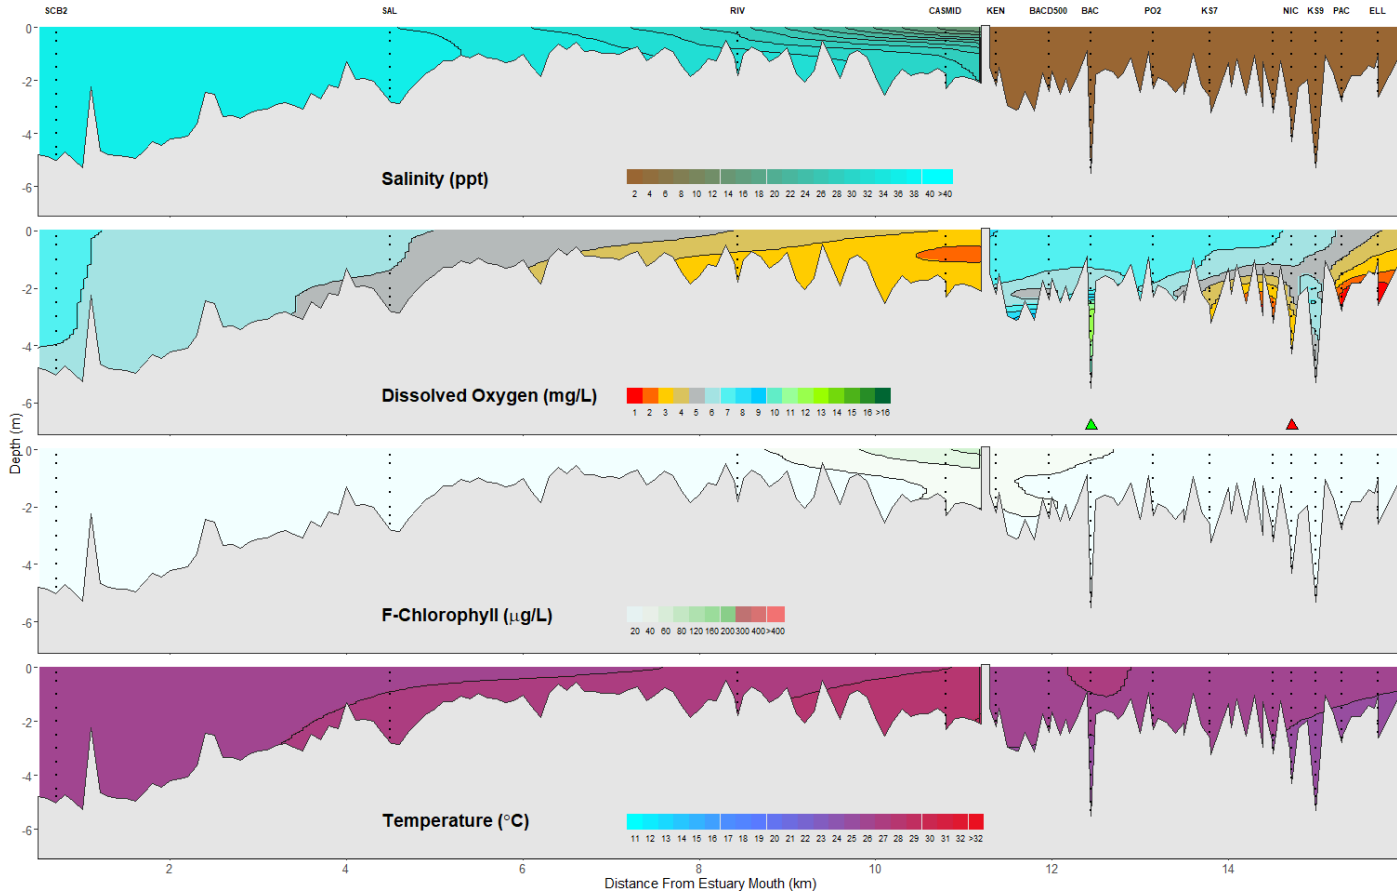 SCB2 SAL RIV CASMID KEN BACD500 BAC PO2 KS7 NIC KS9 PAC ELL
0
-2
-4
-6
Salinity (ppt)
2 4 6 8 10 12 14 16 18 20 22 24 26 28 30 32 34 36 38 40 >40
0
-2
-4
-6
Dissolved Oxygen (mg/L)
1 2 3 4 5 6 7 8 9 10 11 12 13 14 15 16 >16
Depth (m)
0
-2
-4
-6
F-Chlorophyll (μg/L)
20 40 60 80 120 160 200 300 400 >400
0
-2
-4
-6
Temperature (°C)
11 12 13 14 15 16 17 18 19 20 21 22 23 24 25 26 27 28 29 30 31 32 >32
2 4 6 8 10 12 14
Distance From Estuary Mouth (km)